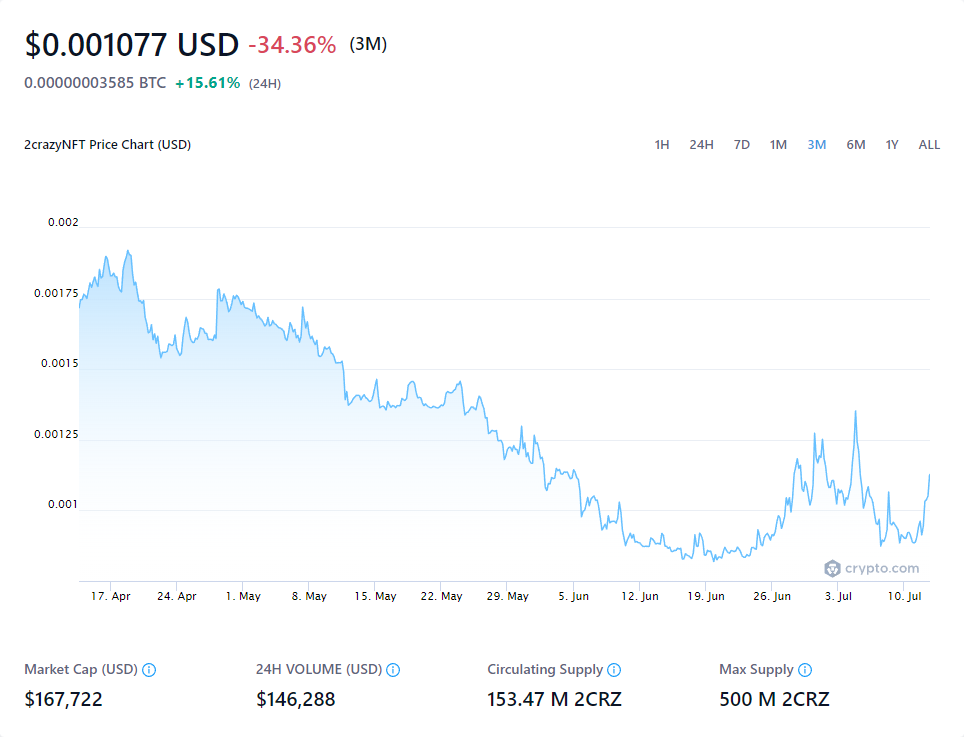 $0.001077 USD -34.36% (3M)
0.00000003585 BTC +15.61% (24H)
2crazyNFT Price Chart (USD) 1H 24H 7D 1M 3M 6M 1Y ALL
0.002
0.00175
0.0015
0.00125
0.001
crypto.com
17. Apr 24. Apr 1. May 8. May 15. May 22. May 29. May 5. Jun 12. Jun 19. Jun 26. Jun 3. Jul 10. Jul
Market Cap (USD) 24H VOLUME (USD) Circulating Supply Max Supply
$167,722 $146,288 153.47 M 2CRZ 500 M 2CRZ